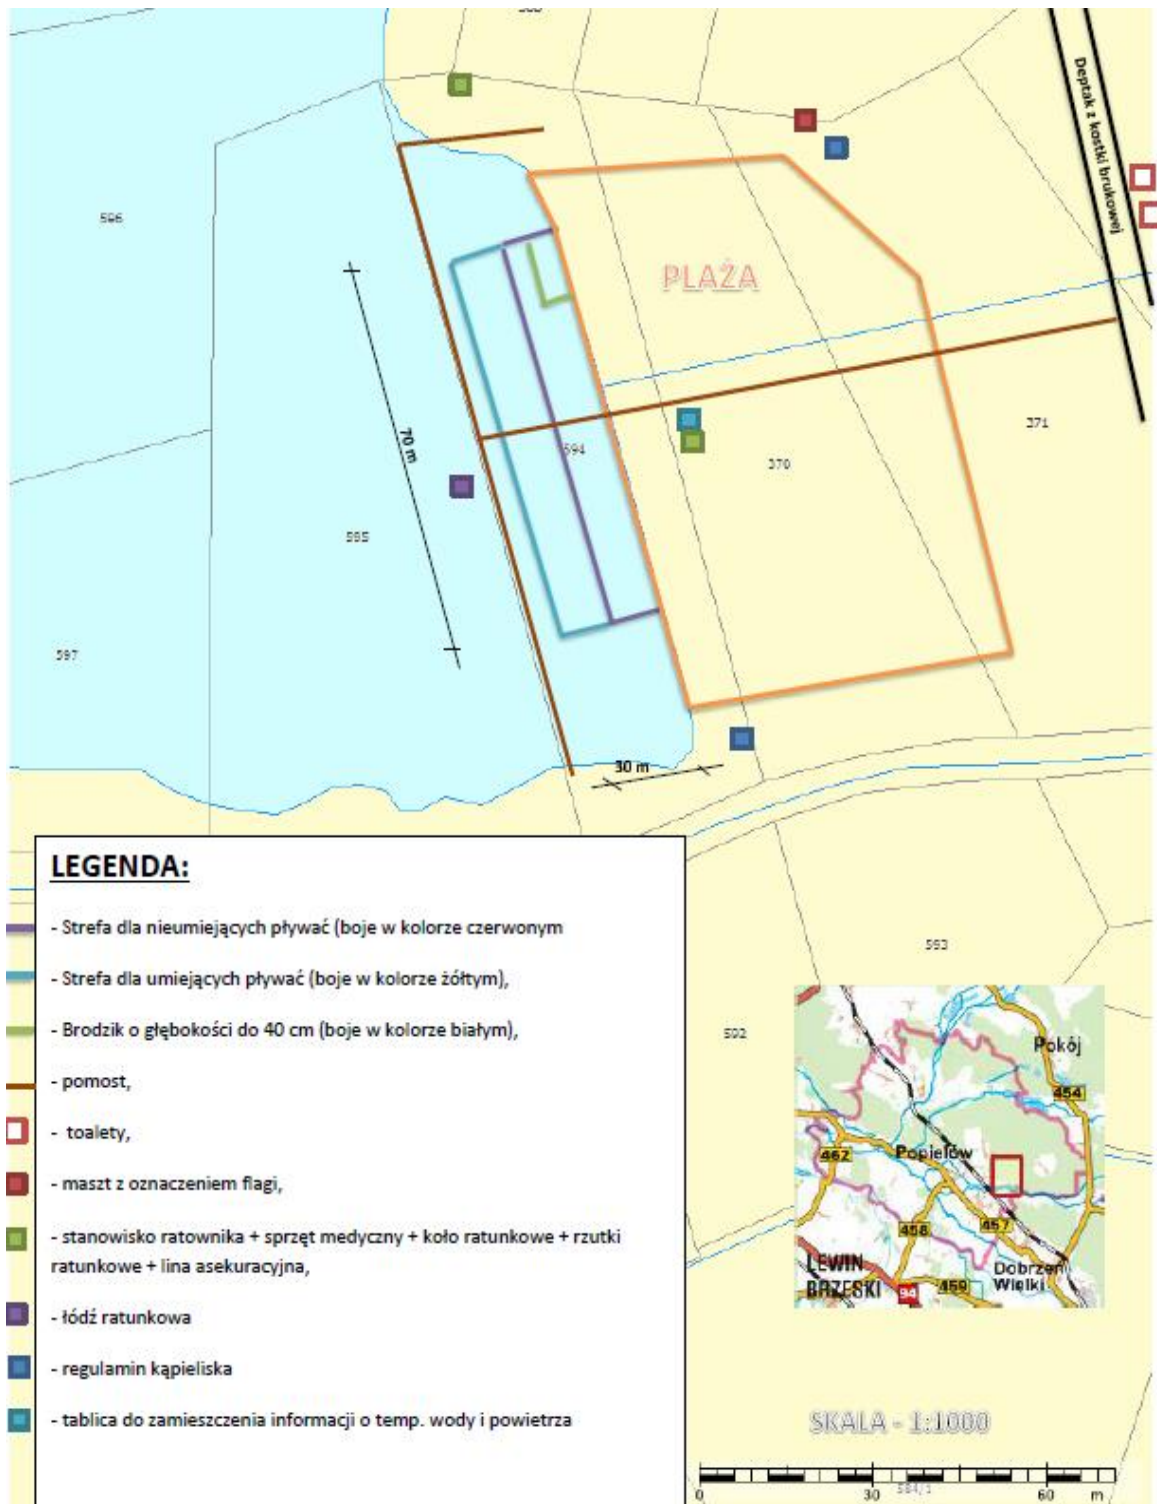 Deptak z kostki brukowej
596
PLAŻA
371
594
370
70 m
595
597
30 m
LEGENDA:
- Strefa dla nieumiejących pływać (boje w kolorze czerwonym
- Strefa dla umiejących pływać (boje w kolorze żółtym),
- Brodzik o głębokości do 40 cm (boje w kolorze białym),
- pomost,
- toalety,
- maszt z oznaczeniem flagi,
- stanowisko ratownika + sprzęt medyczny + koło ratunkowe + rzutki
ratunkowe + lina asekuracyjna,
- łódź ratunkowa
- regulamin kąpieliska
- tablica do zamieszczenia informacji o temp. wody i powietrza
593
592
Pokój
454
462
Popielów
458
457
LEWIN
BRZESKI
94
459
Dobrzeń
Wielki
SKALA - 1:1000
584/1
0 30 60 m